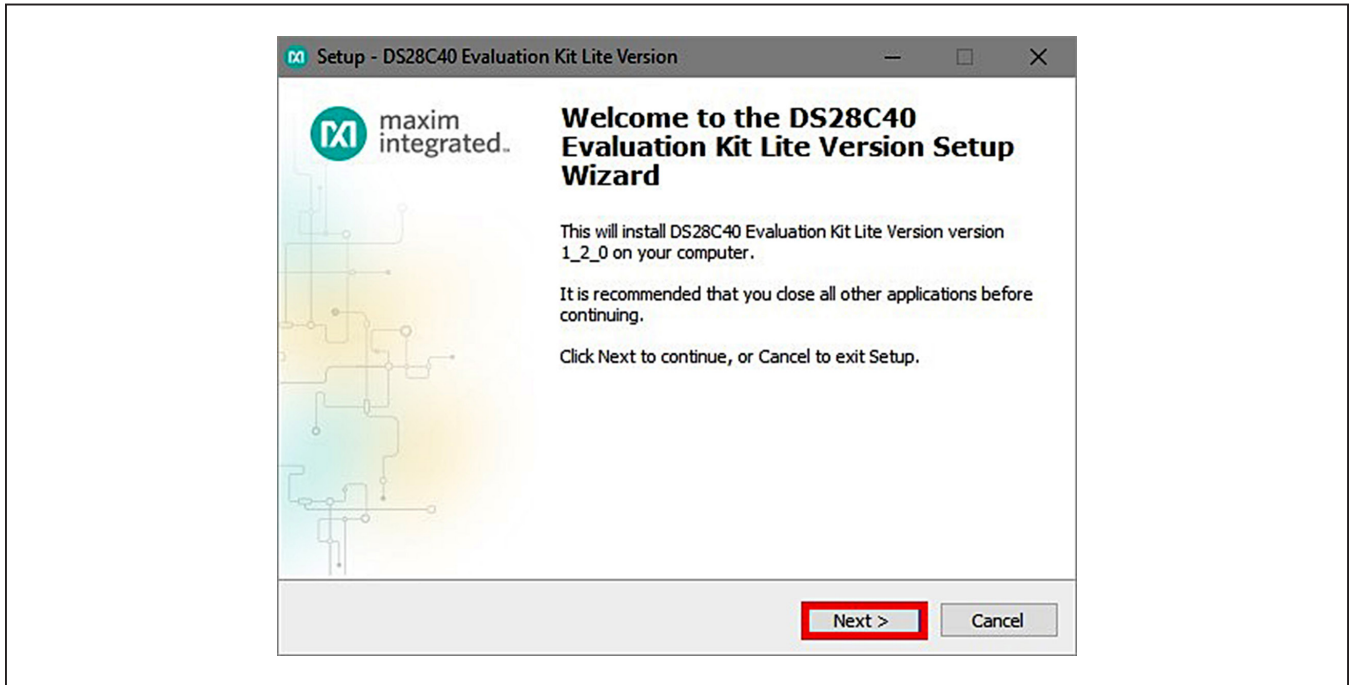 Setup - DS28C40 Evaluation Kit Lite Version
maxim
integrated™
Welcome to the DS28C40
Evaluation Kit Lite Version Setup
Wizard
This will install DS28C40 Evaluation Kit Lite Version version
1_2_0 on your computer.
It is recommended that you close all other applications before
continuing.
Click Next to continue, or Cancel to exit Setup.
Next >
Cancel